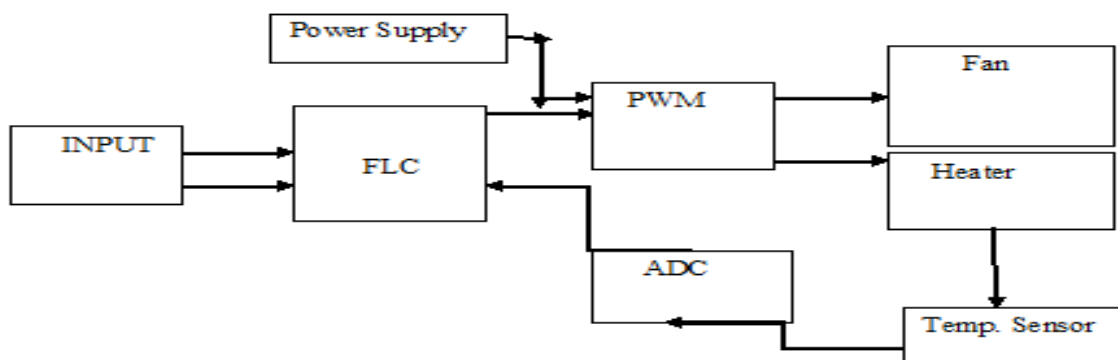 Power Supply
Fan
PWM
INPUT
FLC
Heater
ADC
Temp. Sensor